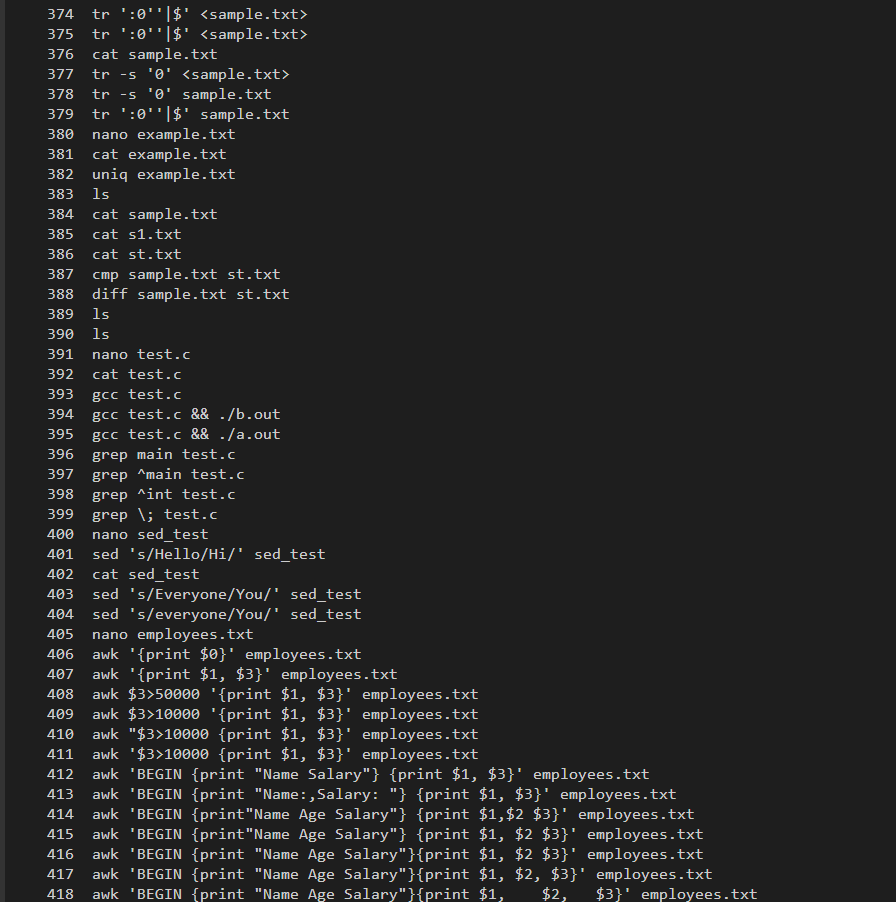 374 tr ':0''|$' <sample.txt>
375 tr ':0''|$' <sample.txt>
376 cat sample.txt
377 tr -s '0' <sample.txt>
378 tr -s '0' sample.txt
379 tr ':0''|$' sample.txt
380 nano example.txt
381 cat example.txt
382 uniq example.txt
383 ls
384 cat sample.txt
385 cat s1.txt
386 cat st.txt
387 cmp sample.txt st.txt
388 diff sample.txt st.txt
389 ls
390 ls
391 nano test.c
392 cat test.c
393 gcc test.c
394 gcc test.c && ./b.out
395 gcc test.c && ./a.out
396 grep main test.c
397 grep ^main test.c
398 grep ^int test.c
399 grep \; test.c
400 nano sed_test
401 sed 's/Hello/Hi/' sed_test
402 cat sed_test
403 sed 's/Everyone/You/' sed_test
404 sed 's/everyone/You/' sed_test
405 nano employees.txt
406 awk '{print $0}' employees.txt
407 awk '{print $1, $3}' employees.txt
408 awk $3>50000 '{print $1, $3}' employees.txt
409 awk $3>10000 '{print $1, $3}' employees.txt
410 awk "$3>10000 {print $1, $3}' employees.txt
411 awk '$3>10000 {print $1, $3}' employees.txt
412 awk 'BEGIN {print "Name Salary"} {print $1, $3}' employees.txt
413 awk 'BEGIN {print "Name:,Salary: "} {print $1, $3}' employees.txt
414 awk 'BEGIN {print"Name Age Salary"} {print $1,$2 $3}' employees.txt
415 awk 'BEGIN {print"Name Age Salary"} {print $1, $2 $3}' employees.txt
416 awk 'BEGIN {print "Name Age Salary"}{print $1, $2 $3}' employees.txt
417 awk 'BEGIN {print "Name Age Salary"}{print $1, $2, $3}' employees.txt
418 awk 'BEGIN {print "Name Age Salary"}{print $1,    $2,   $3}' employees.txt